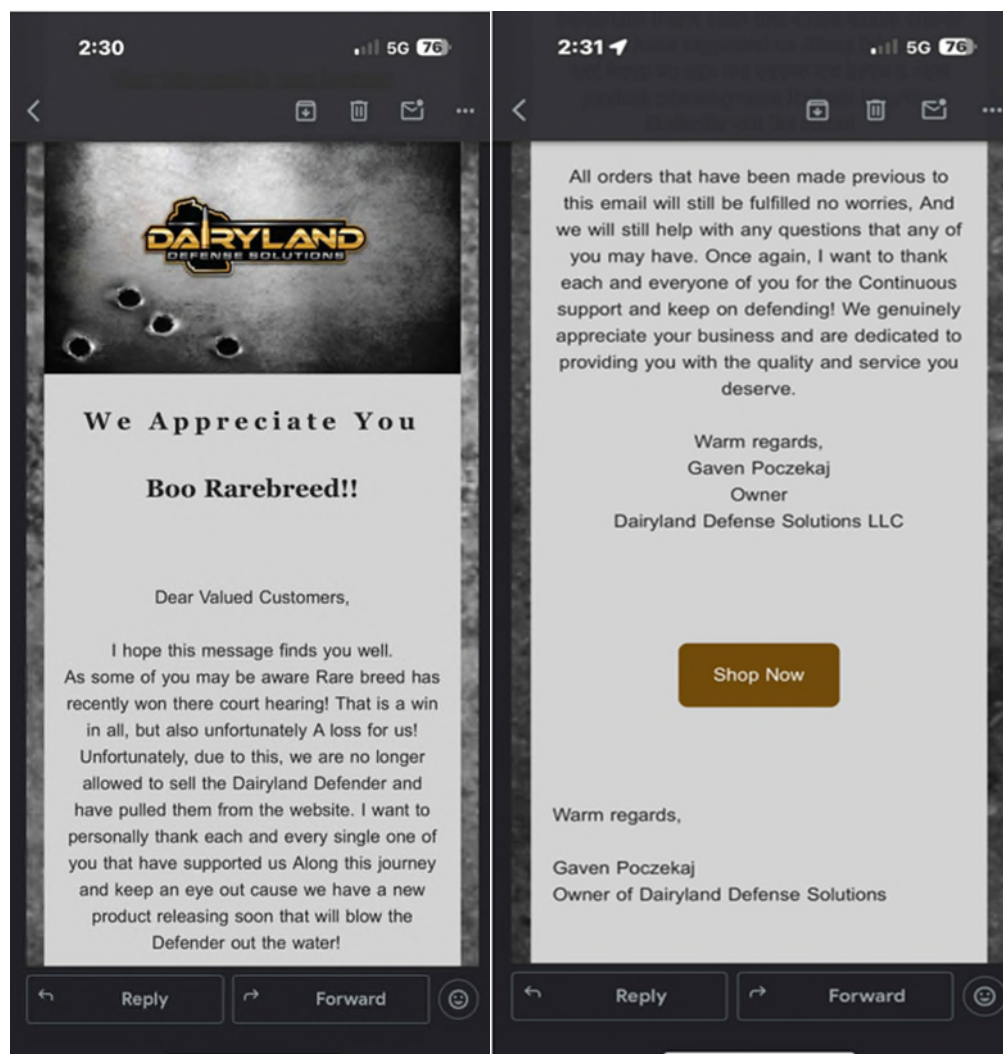 2:30
5G 76
DAIRYLAND
DEFENSE SOLUTIONS
We Appreciate You
Boo Rarebreed!!
Dear Valued Customers,
I hope this message finds you well.
As some of you may be aware Rare breed has
recently won there court hearing! That is a win
in all, but also unfortunately A loss for us!
Unfortunately, due to this, we are no longer
allowed to sell the Dairyland Defender and
have pulled them from the website. I want to
personally thank each and every single one of
you that have supported us Along this journey
and keep an eye out cause we have a new
product releasing soon that will blow the
Defender out the water!
Reply
Forward
2:31
5G 76
All orders that have been made previous to
this email will still be fulfilled no worries, And
we will still help with any questions that any of
you may have. Once again, I want to thank
each and everyone of you for the Continuous
support and keep on defending! We genuinely
appreciate your business and are dedicated to
providing you with the quality and service you
deserve.
Warm regards,
Gaven Poczekaj
Owner
Dairyland Defense Solutions LLC
Shop Now
Warm regards,
Gaven Poczekaj
Owner of Dairyland Defense Solutions
Reply
Forward